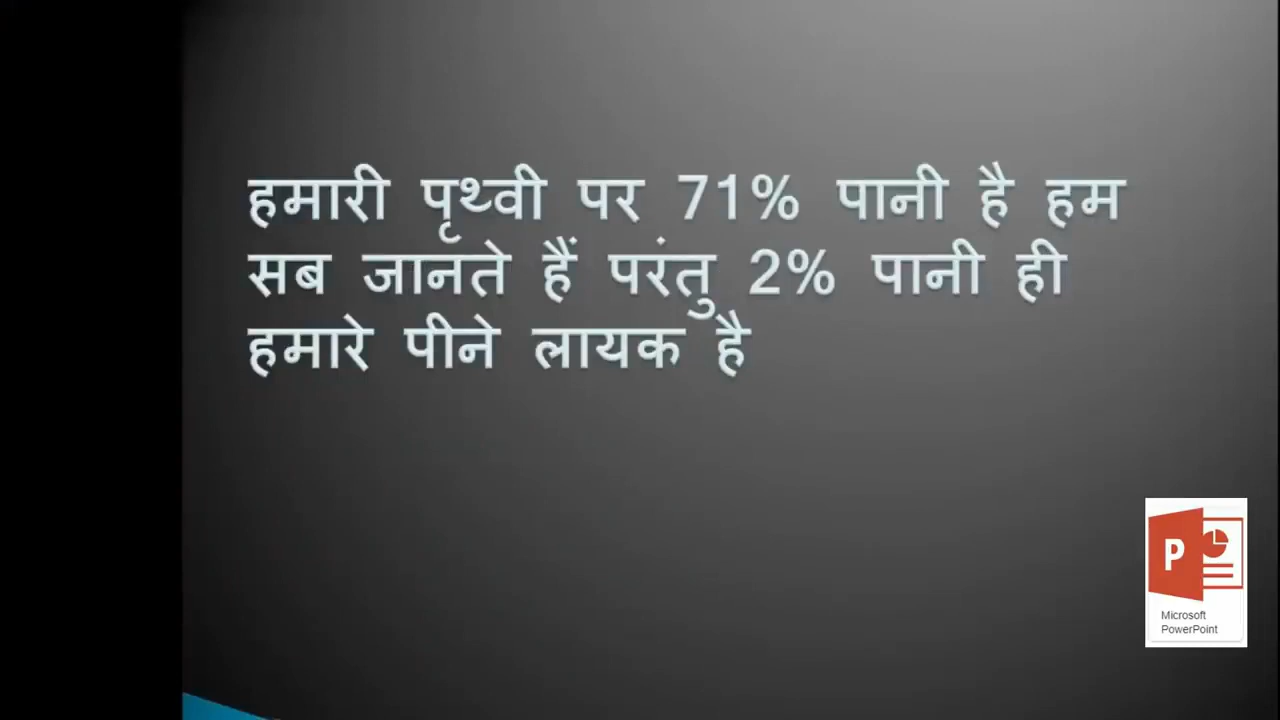 हमारी पृथ्वी पर 71% पानी है हम
सब जानते हैं परंतु 2% पानी ही
हमारे पीने लायक है
P
Microsoft
PowerPoint